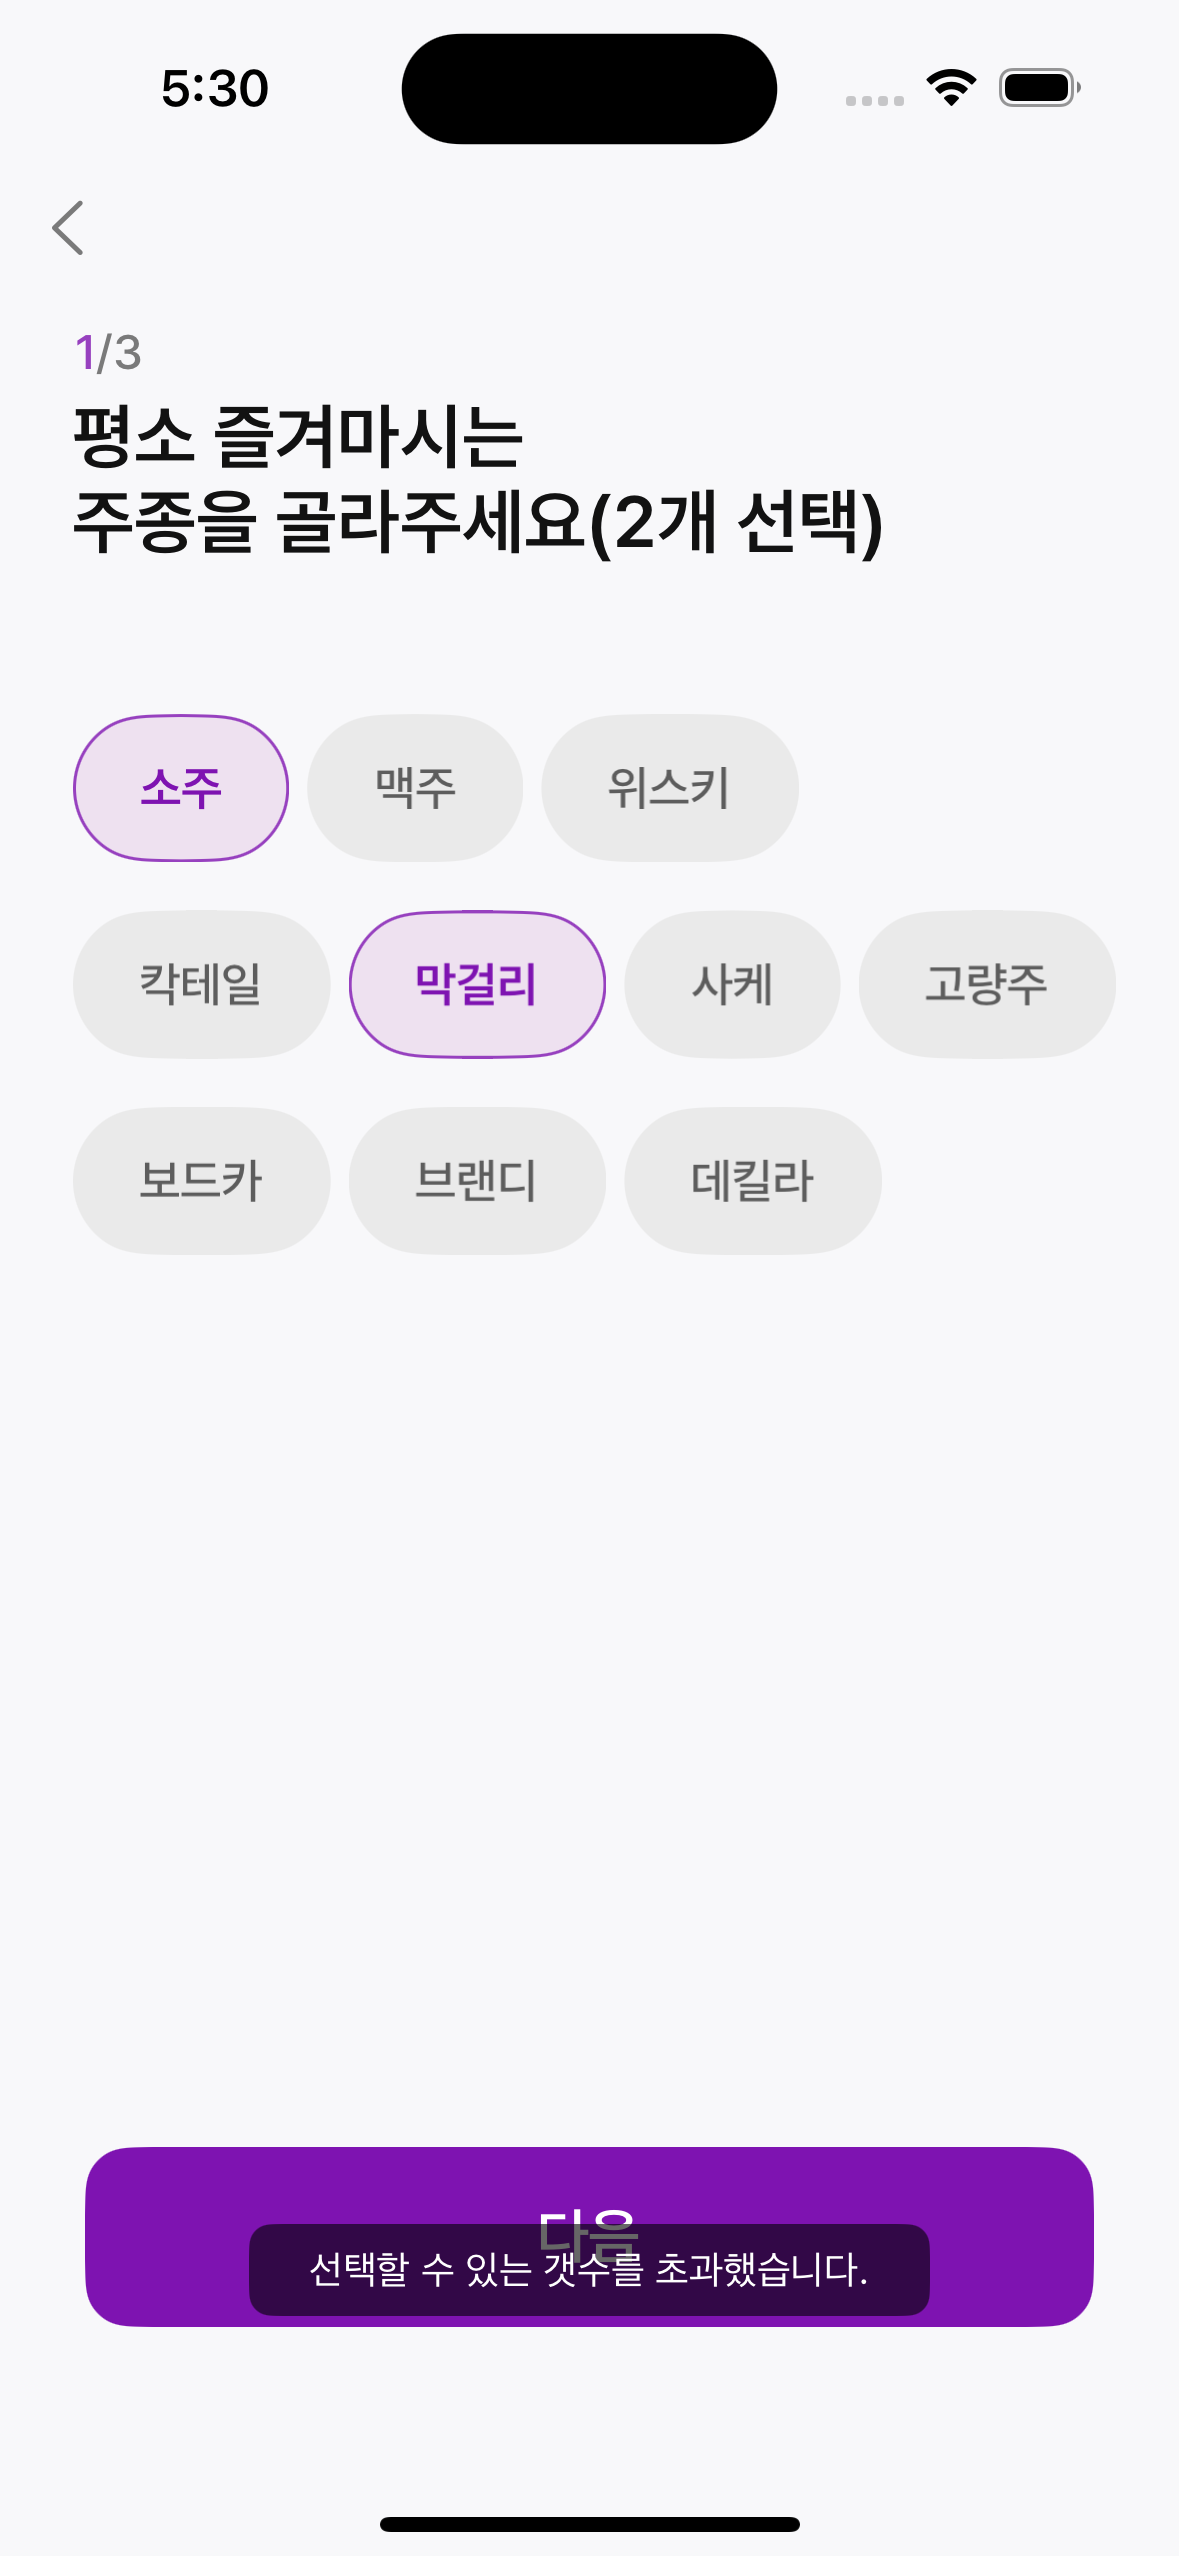 5:30
1/3
평소 즐겨마시는
주종을 골라주세요(2개 선택)
소주 맥주 위스키
칵테일 막걸리 사케 고량주
보드카 브랜디 데킬라
다음
선택할 수 있는 갯수를 초과했습니다.